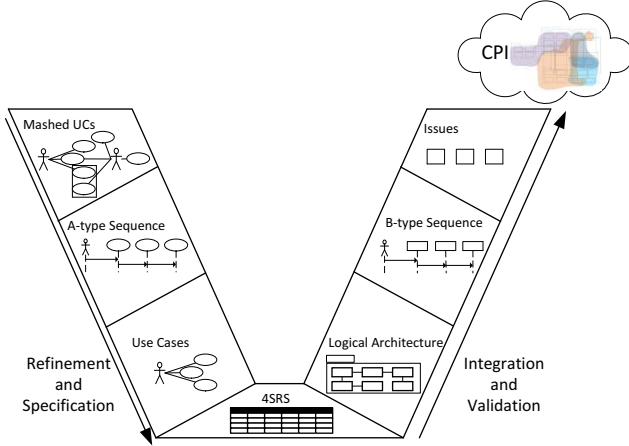 CPI
Mashed UCs
Issues
A-type Sequence
B-type Sequence
Use Cases
Logical Architecture
Refinement
and
Specification
Integration
and
Validation
4SRS